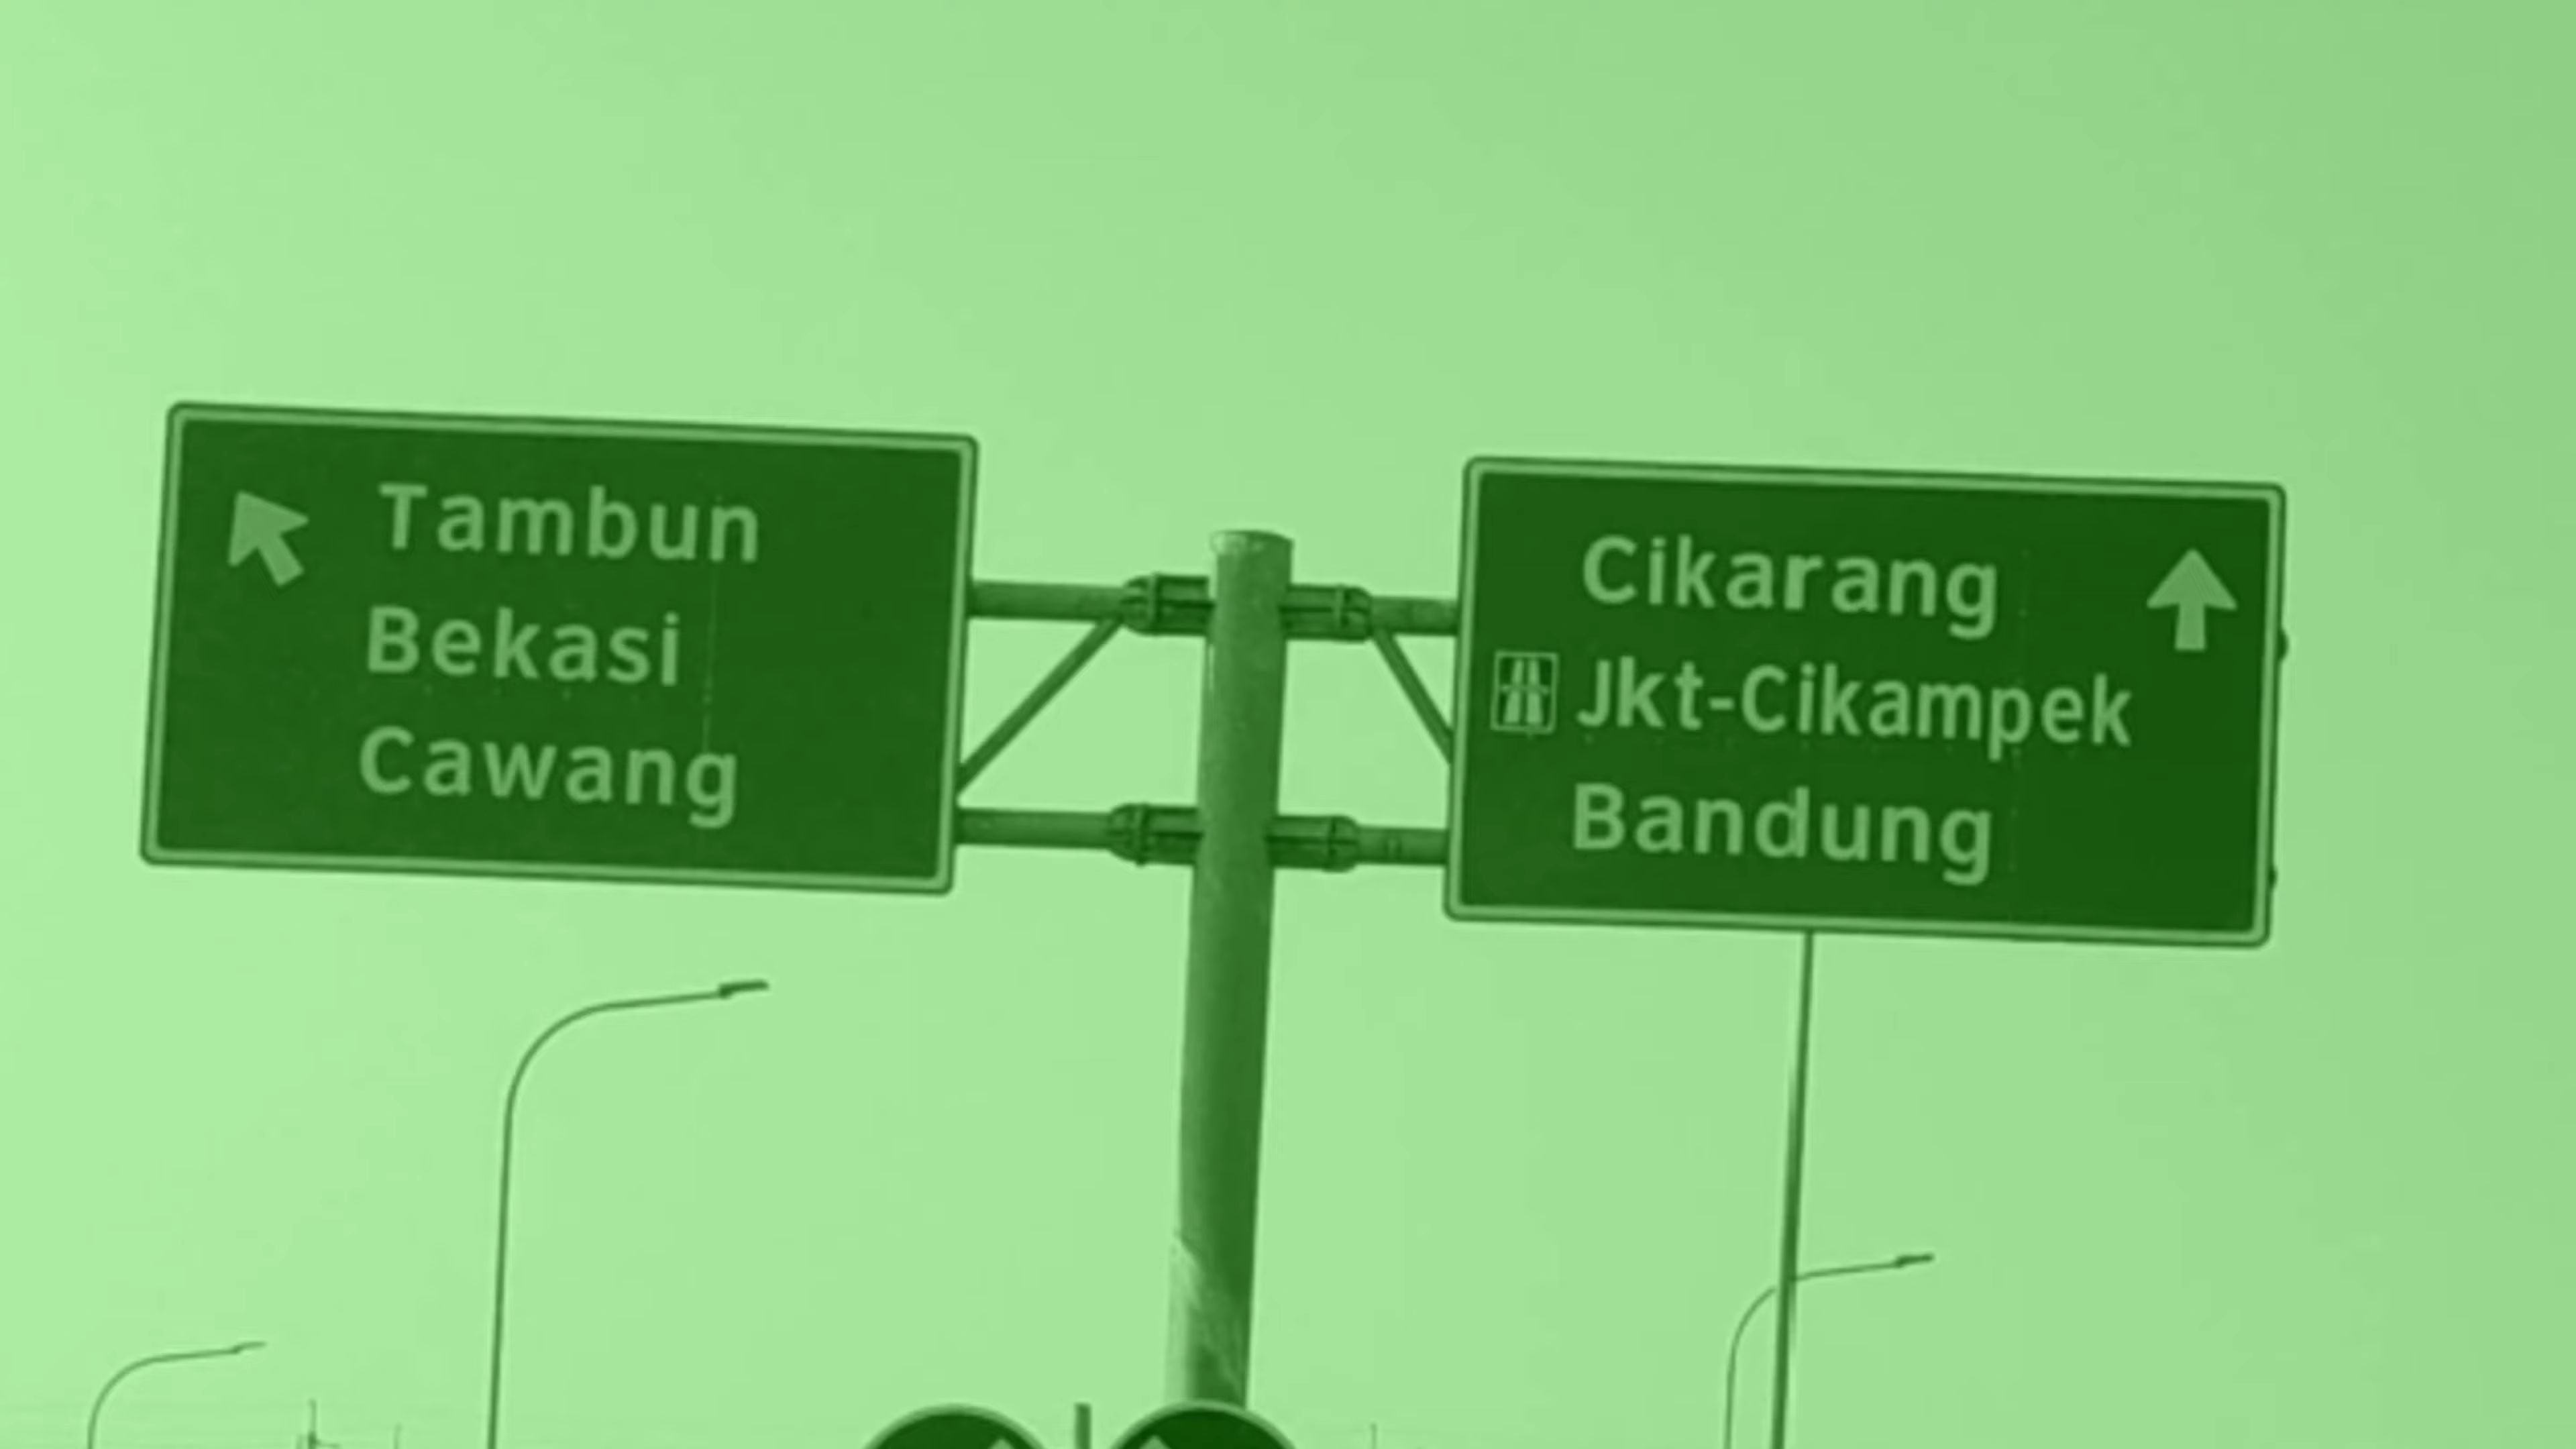 Tambun
Bekasi
Cawang
Cikarang
Jkt-Cikampek
Bandung